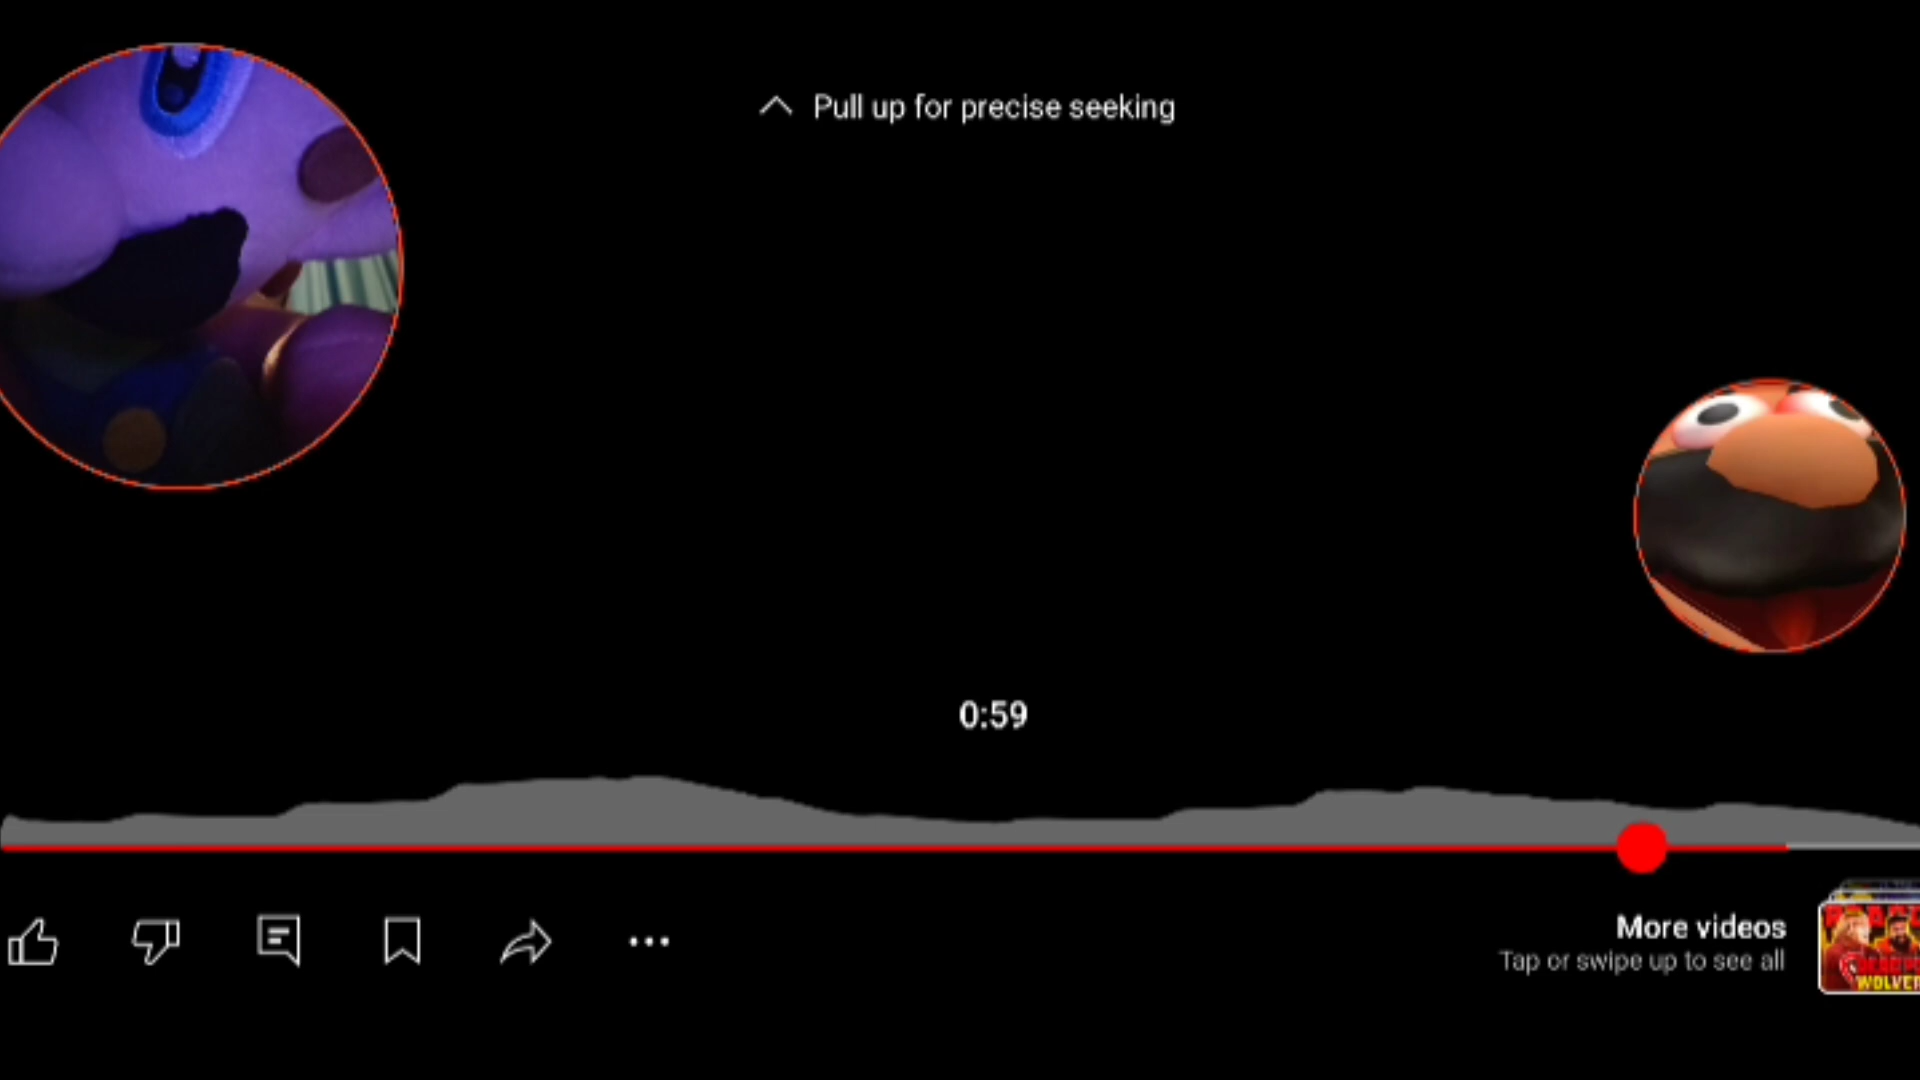 Pull up for precise seeking
0:59
More videos
Tap or swipe up to see all